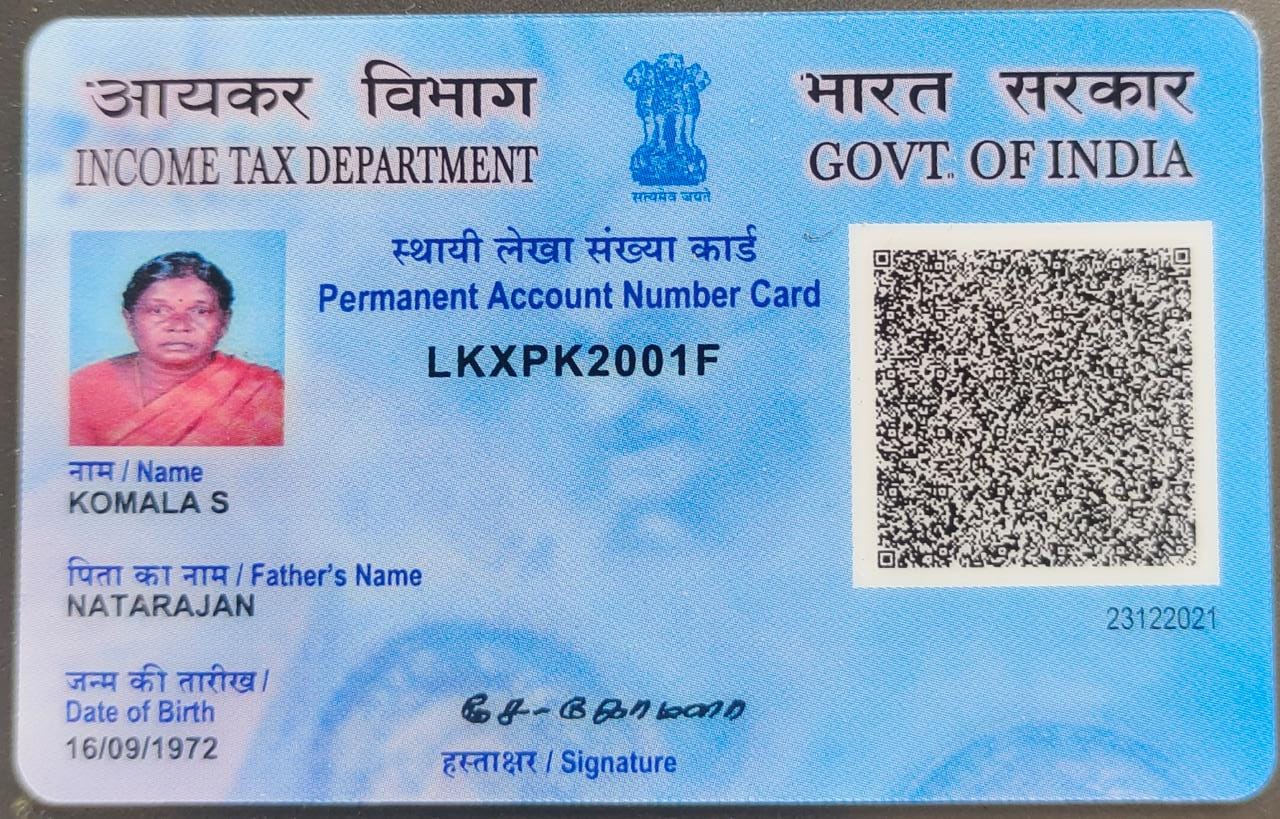 आयकर विभाग
INCOME TAX DEPARTMENT
सत्यमेव जयते
भारत सरकार
GOVT. OF INDIA
स्थायी लेखा संख्या कार्ड
Permanent Account Number Card
LKXPK2001F
नाम / Name
KOMALA S
पिता का नाम / Father's Name
NATARAJAN
23122021
जन्म की तारीख /
Date of Birth
16/09/1972
சே-கோமளா
हस्ताक्षर / Signature